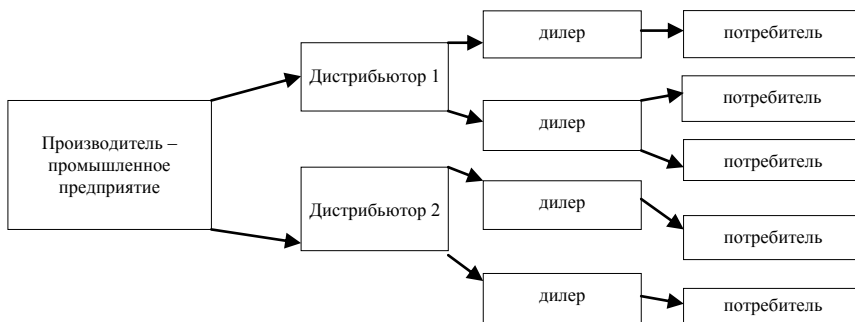 Производитель –
промышленное
предприятие
Дистрибьютор 1
Дистрибьютор 2
дилер
дилер
дилер
дилер
потребитель
потребитель
потребитель
потребитель
потребитель